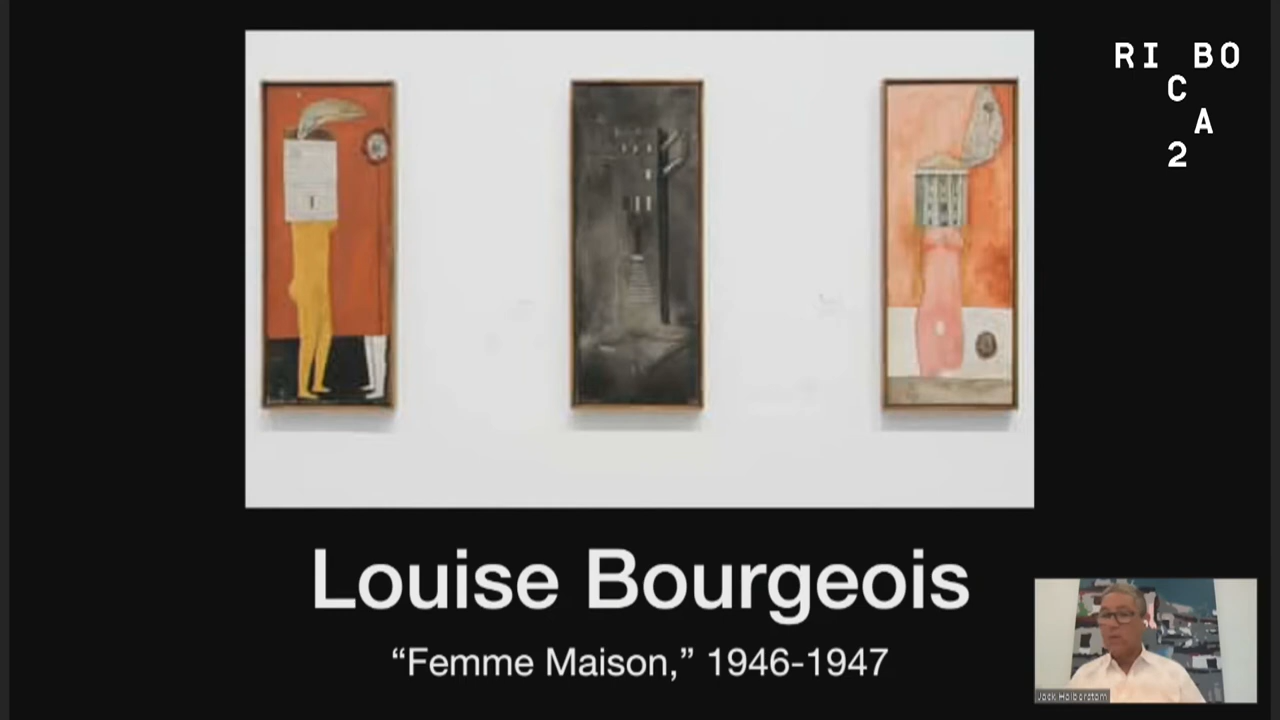 RI BO
C
A
2
Louise Bourgeois
“Femme Maison,” 1946-1947
Jack Halberstam